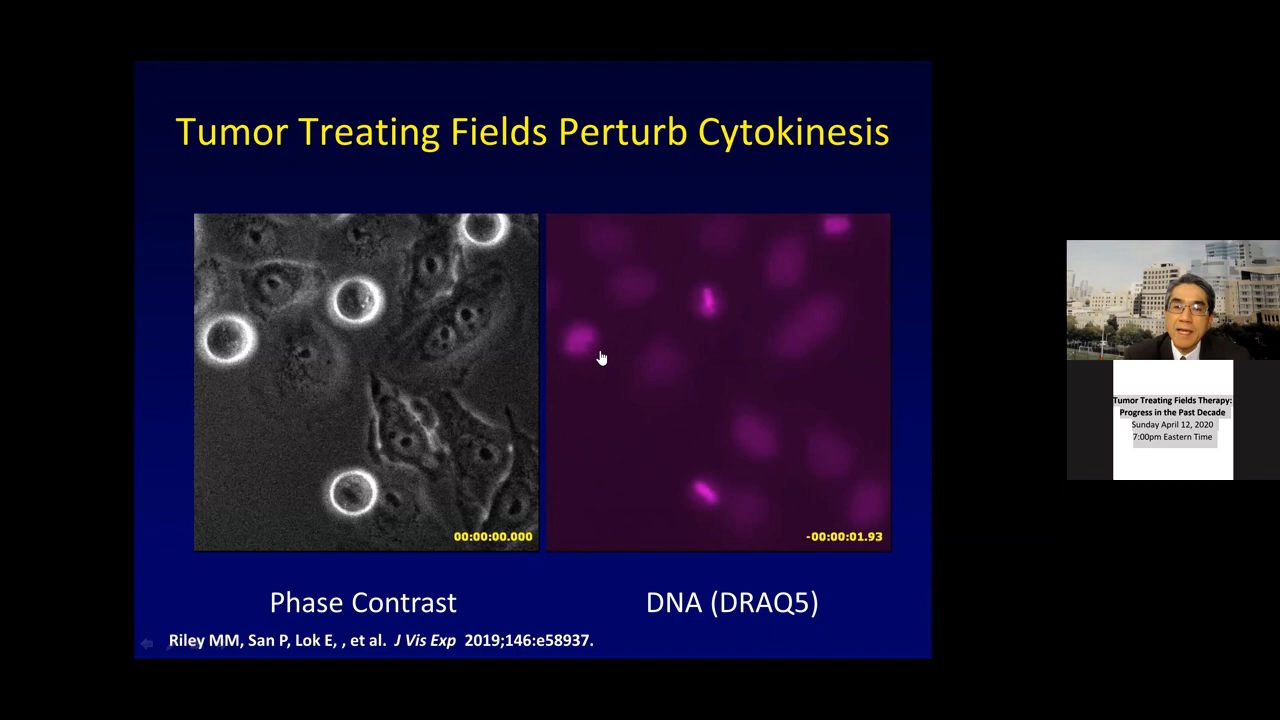 Tumor Treating Fields Perturb Cytokinesis
00:00:00.000
-00:00:01.93
Phase Contrast
DNA (DRAQ5)
Riley MM, San P, Lok E, , et al. J Vis Exp 2019;146:e58937.
Tumor Treating Fields Therapy:
Progress in the Past Decade
Sunday April 12, 2020
7:00pm Eastern Time